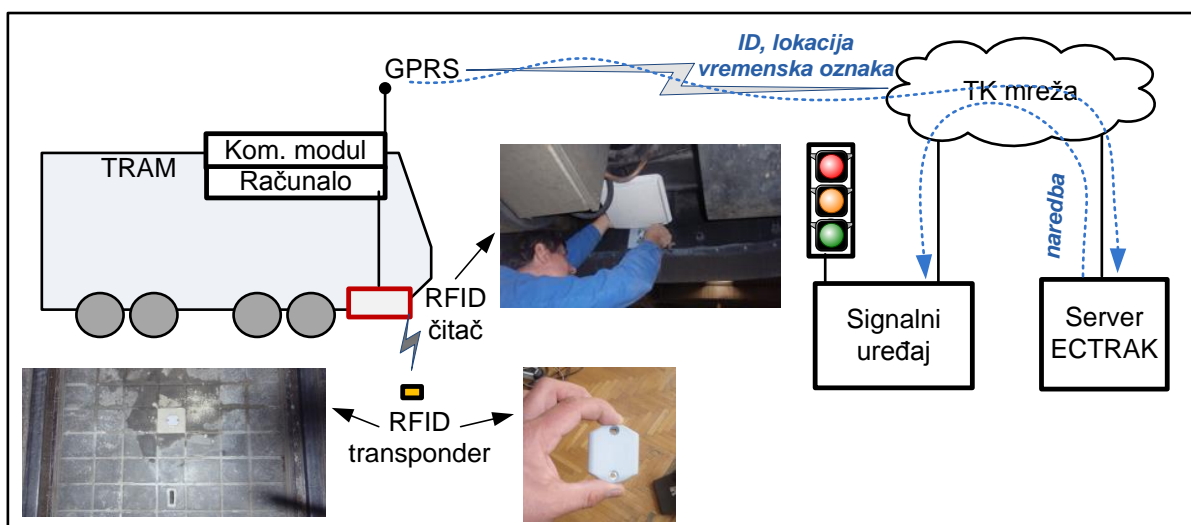 GPRS
ID, lokacija
vremenska oznaka
TK mreža
TRAM
Kom. modul
Računalo
naredba
RFID
čitač
Signalni
uređaj
Server
ECTRAK
RFID
transponder